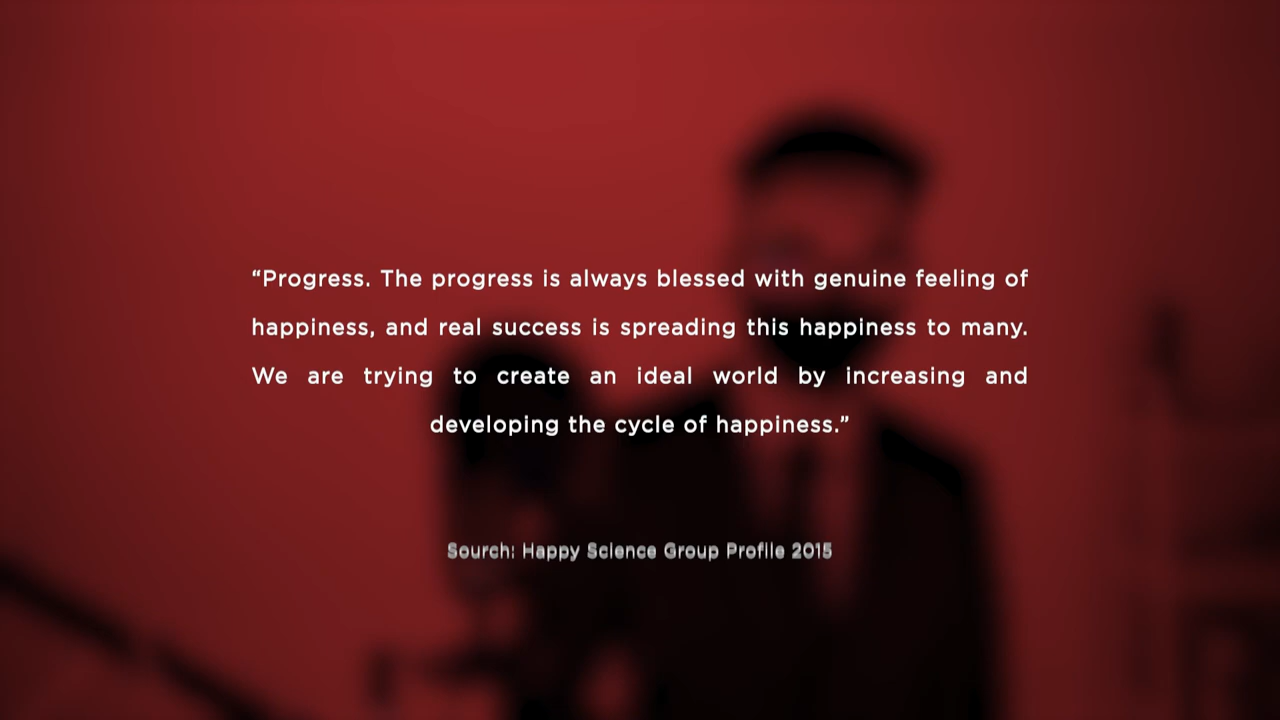 “Progress. The progress is always blessed with genuine feeling of
happiness, and real success is spreading this happiness to many.
We are trying to create an ideal world by increasing and
developing the cycle of happiness.”
Sourch: Happy Science Group Profile 2015